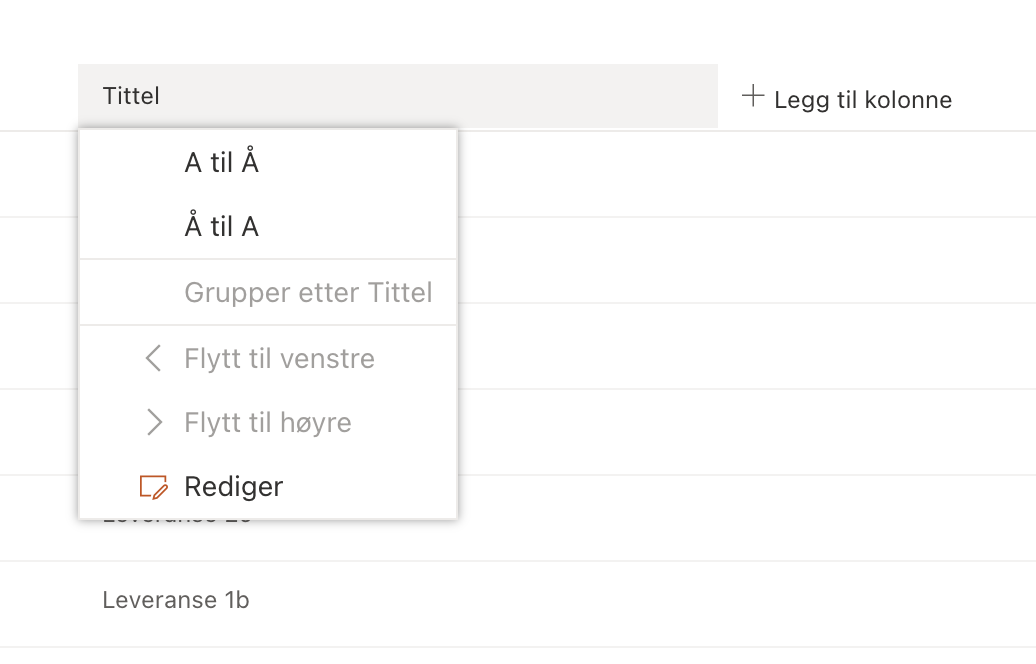 Tittel
Legg til kolonne
A til Å
Å til A
Grupper etter Tittel
Flytt til venstre
Flytt til høyre
Rediger
Leveranse
Leveranse 1b